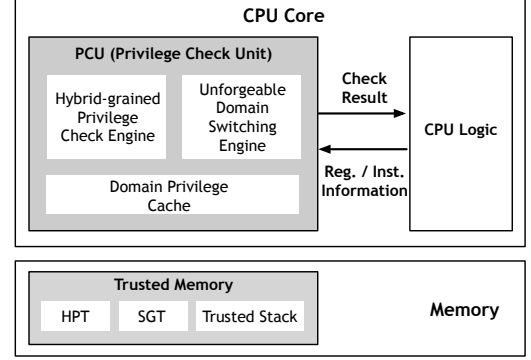 CPU Core
PCU (Privilege Check Unit)
Hybrid-grained
Privilege
Check Engine
Unforgeable
Domain
Switching
Engine
Domain Privilege
Cache
Check
Result
Reg. / Inst.
Information
CPU Logic
Trusted Memory
HPT
SGT
Trusted Stack
Memory